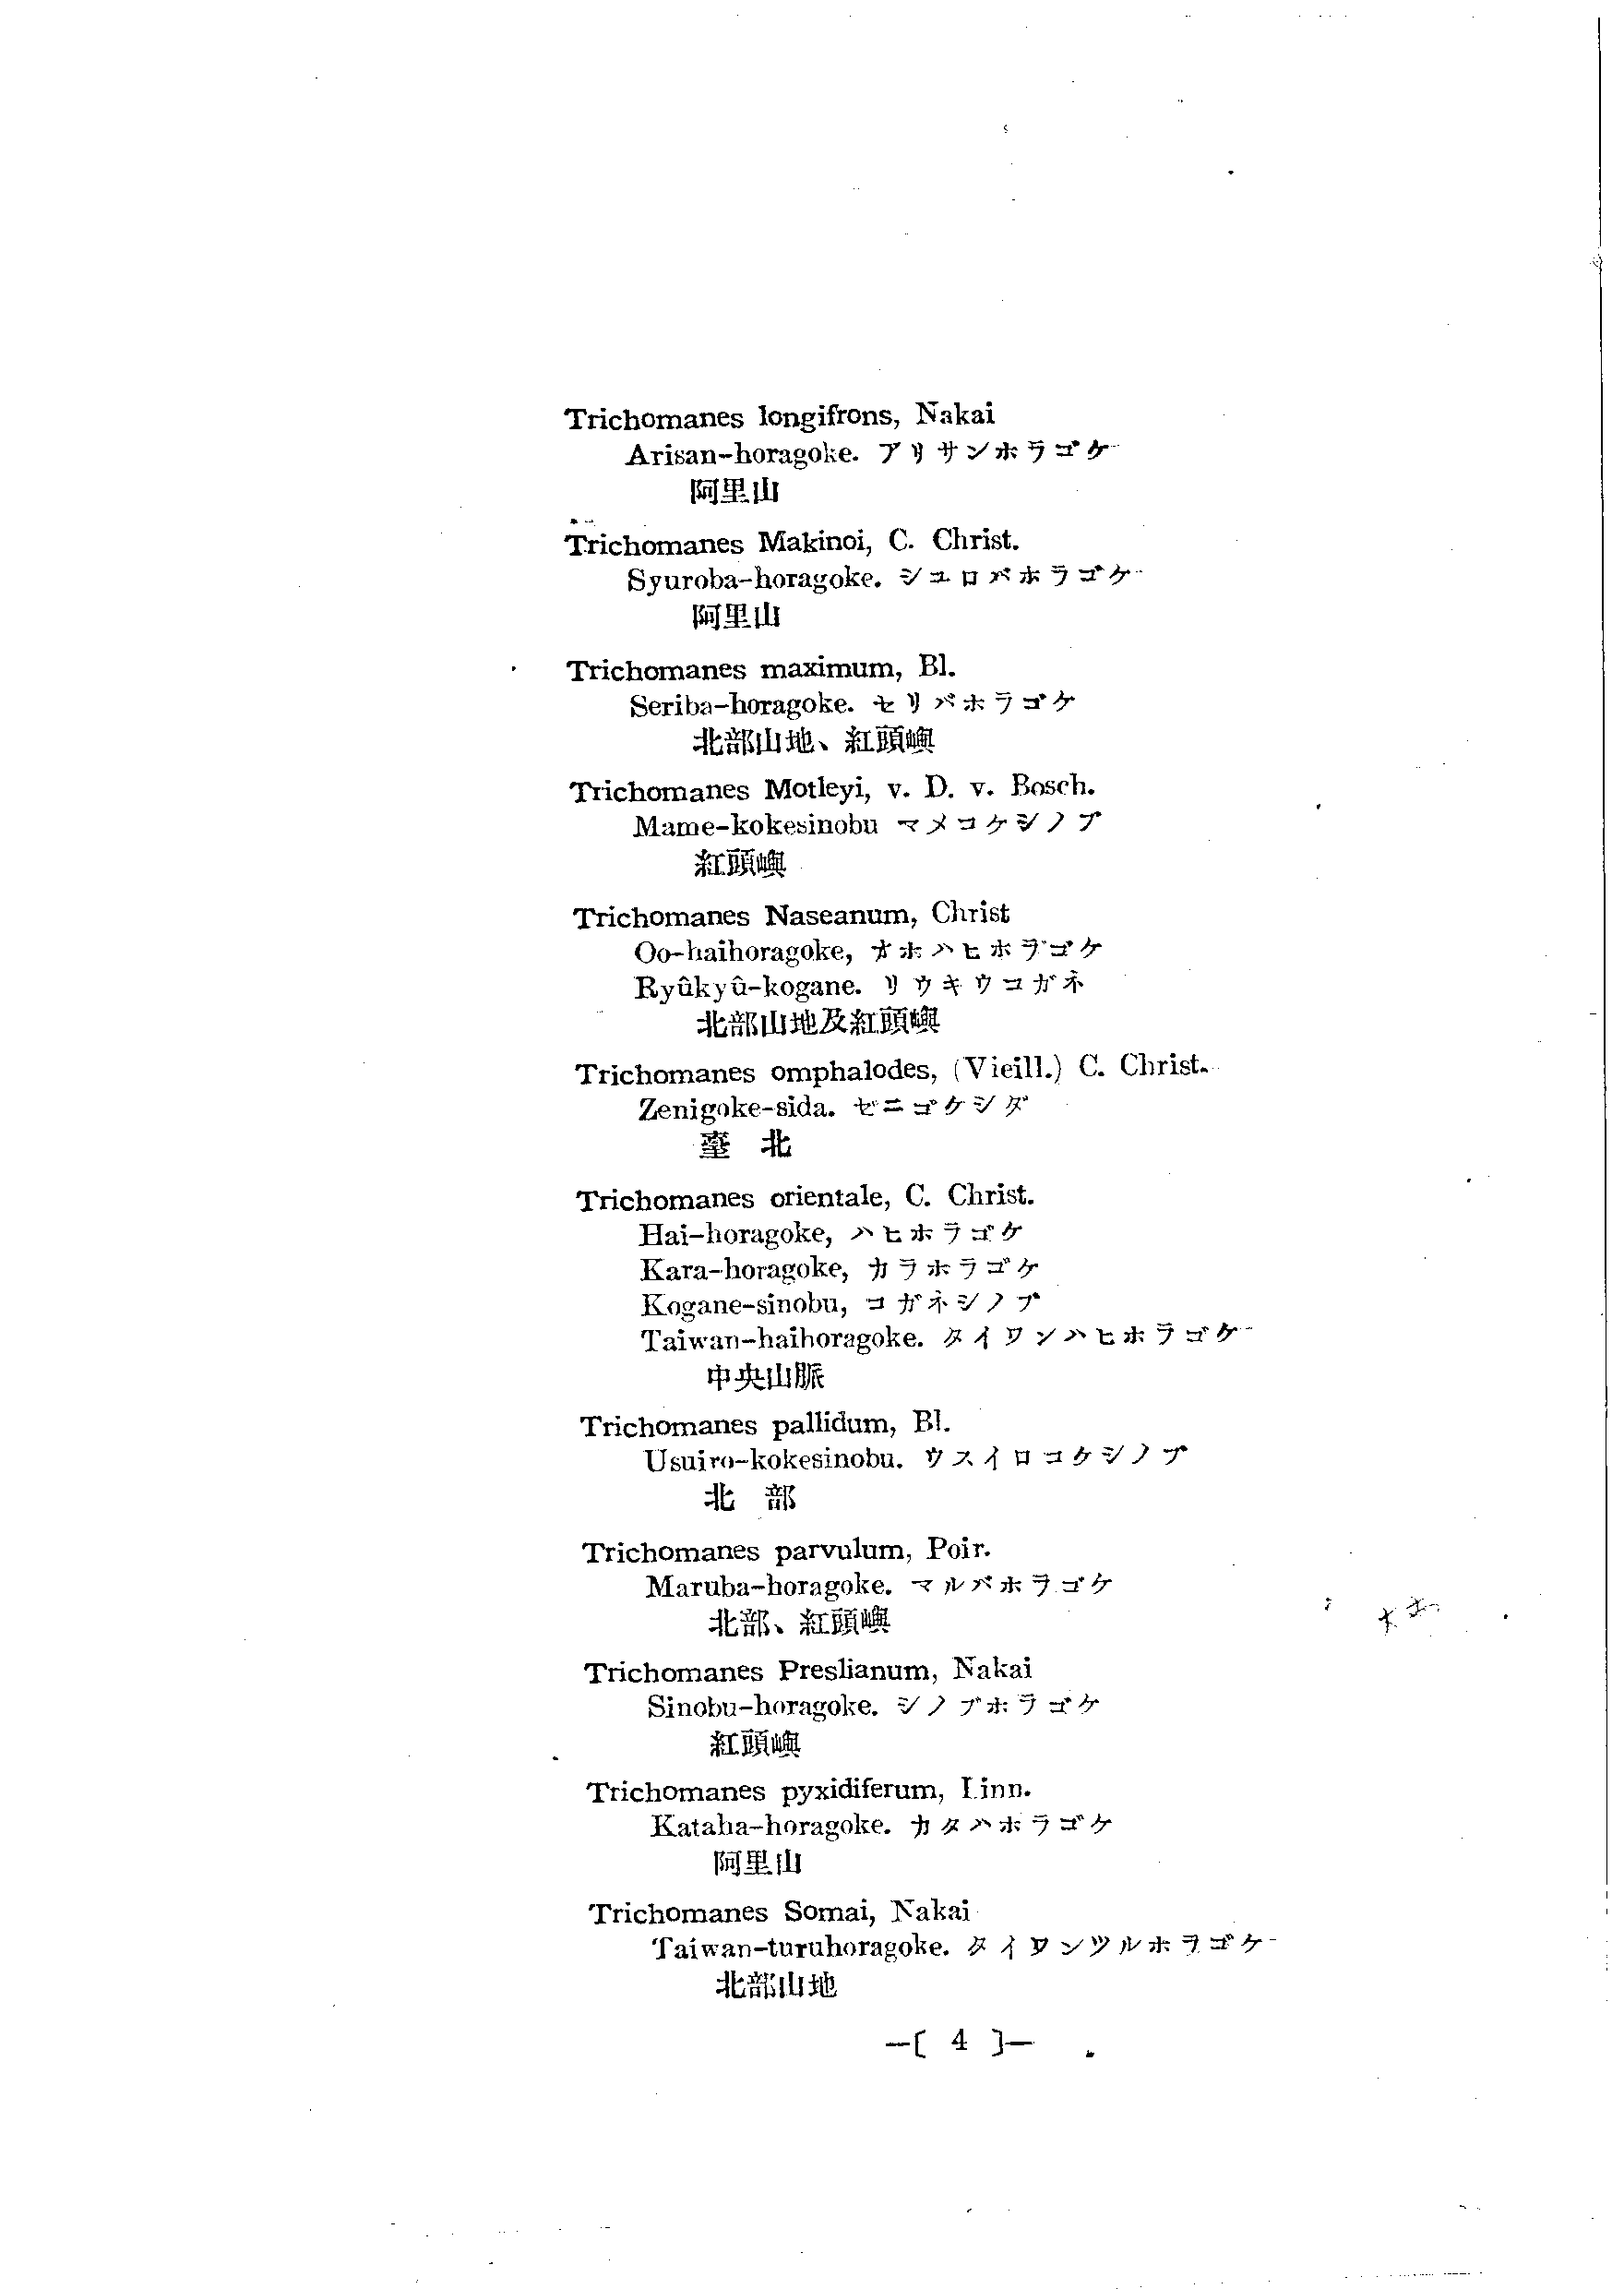 Trichomanes longifrons, Nakai
Arisan-horagoke. アリサンホラゴケ
阿里山
Trichomanes Makinoi, C. Christ.
Syuroba-horagoke. シユロバホラゴケ
阿里山
Trichomanes maximum, Bl.
Seriba-horagoke. セリバホラゴケ
北部山地、紅頭嶼
Trichomanes Motleyi, v. D. v. Bosch.
Mame-kokesinobu マメコケシノブ
紅頭嶼
Trichomanes Naseanum, Christ
Oo-haihoragoke, オホハヒホラゴケ
Ryûkyû-kogane. リウキウコガネ
北部山地及紅頭嶼
Trichomanes omphalodes, (Vieill.) C. Christ.
Zenigoke-sida. ゼニゴケシダ
臺 北
Trichomanes orientale, C. Christ.
Hai-horagoke, ハヒホラゴケ
Kara-horagoke, カラホラゴケ
Kogane-sinobu, コガネシノブ
Taiwan-haihoragoke. タイワンハヒホラゴケ
中央山脈
Trichomanes pallidum, Bl.
Usuiro-kokesinobu. ウスイロコケシノブ
北 部
Trichomanes parvulum, Poir.
Maruba-horagoke. マルバホラゴケ
北部、紅頭嶼
Trichomanes Preslianum, Nakai
Sinobu-horagoke. シノブホラゴケ
紅頭嶼
Trichomanes pyxidiferum, Linn.
Kataha-horagoke. カタハホラゴケ
阿里山
Trichomanes Somai, Nakai
Taiwan-turuhoragoke. タイワンツルホラゴケ
北部山地
—[ 4 ]—